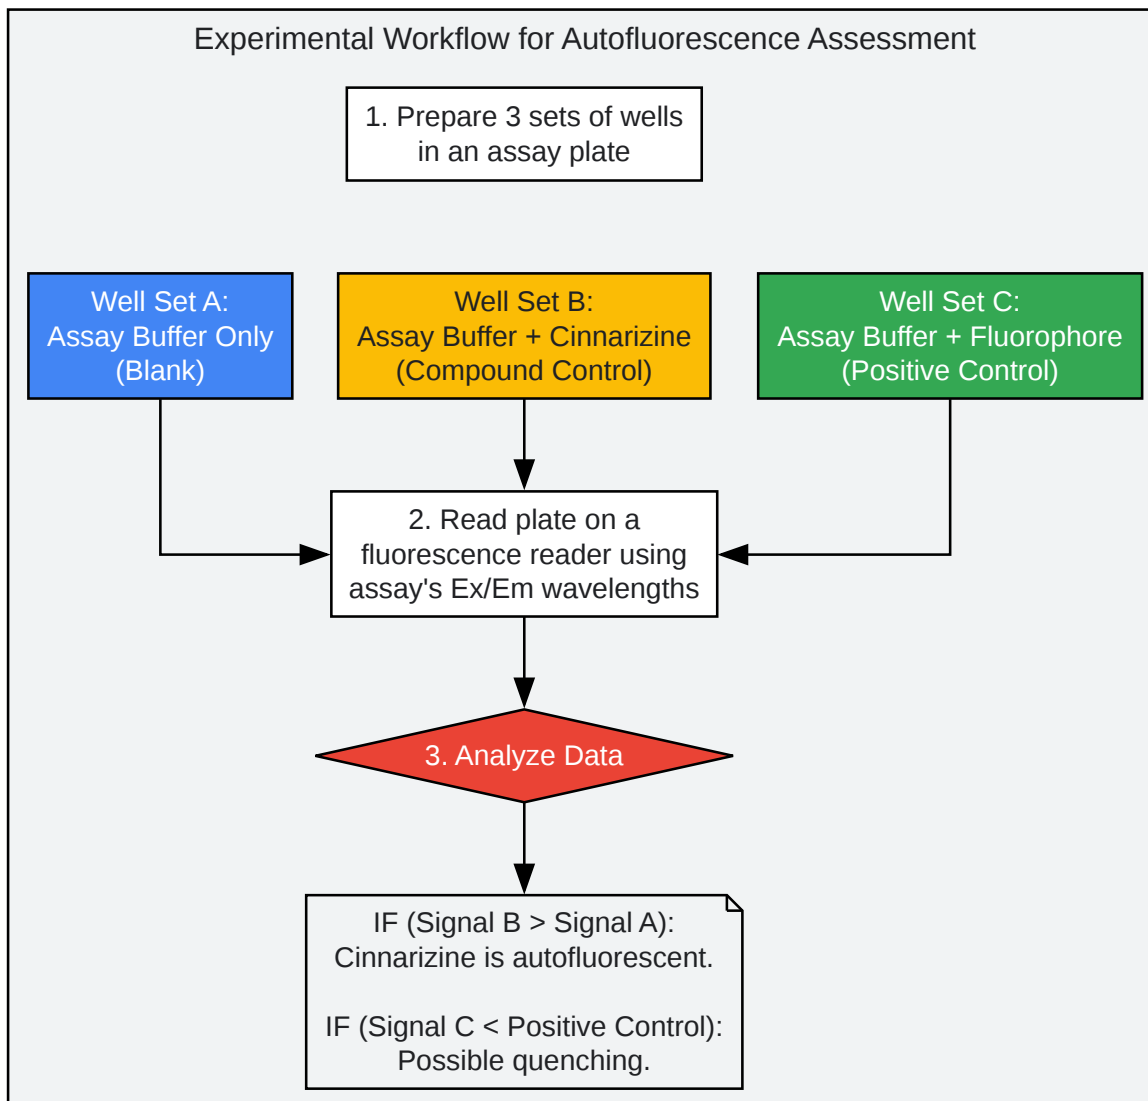 Experimental Workflow for Autofluorescence Assessment
1. Prepare 3 sets of wells
in an assay plate
Well Set A:
Assay Buffer Only
(Blank)
Well Set B:
Assay Buffer + Cinnarizine
(Compound Control)
Well Set C:
Assay Buffer + Fluorophore
(Positive Control)
2. Read plate on a
fluorescence reader using
assay's Ex/Em wavelengths
3. Analyze Data
IF (Signal B > Signal A):
Cinnarizine is autofluorescent.
IF (Signal C < Positive Control):
Possible quenching.